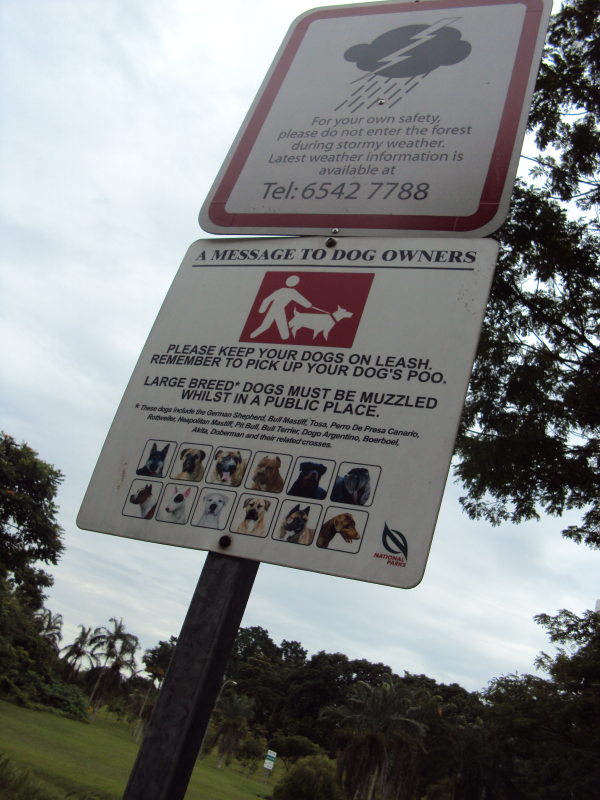 For your own safety,
please do not enter the forest
during stormy weather.
Latest weather information is
available at
Tel: 6542 7788
A MESSAGE TO DOG OWNERS
PLEASE KEEP YOUR DOGS ON LEASH.
REMEMBER TO PICK UP YOUR DOG'S POO.
LARGE BREED* DOGS MUST BE MUZZLED
WHILST IN A PUBLIC PLACE.
* These dogs include the German Shepherd, Bull Mastiff, Tosa, Perro De Presa Canario,
Rottweiler, Neapolitan Mastiff, Pit Bull, Bull Terrier, Dogo Argentino, Boerboel,
Akita, Doberman and their related crosses.
NATIONAL
PARKS